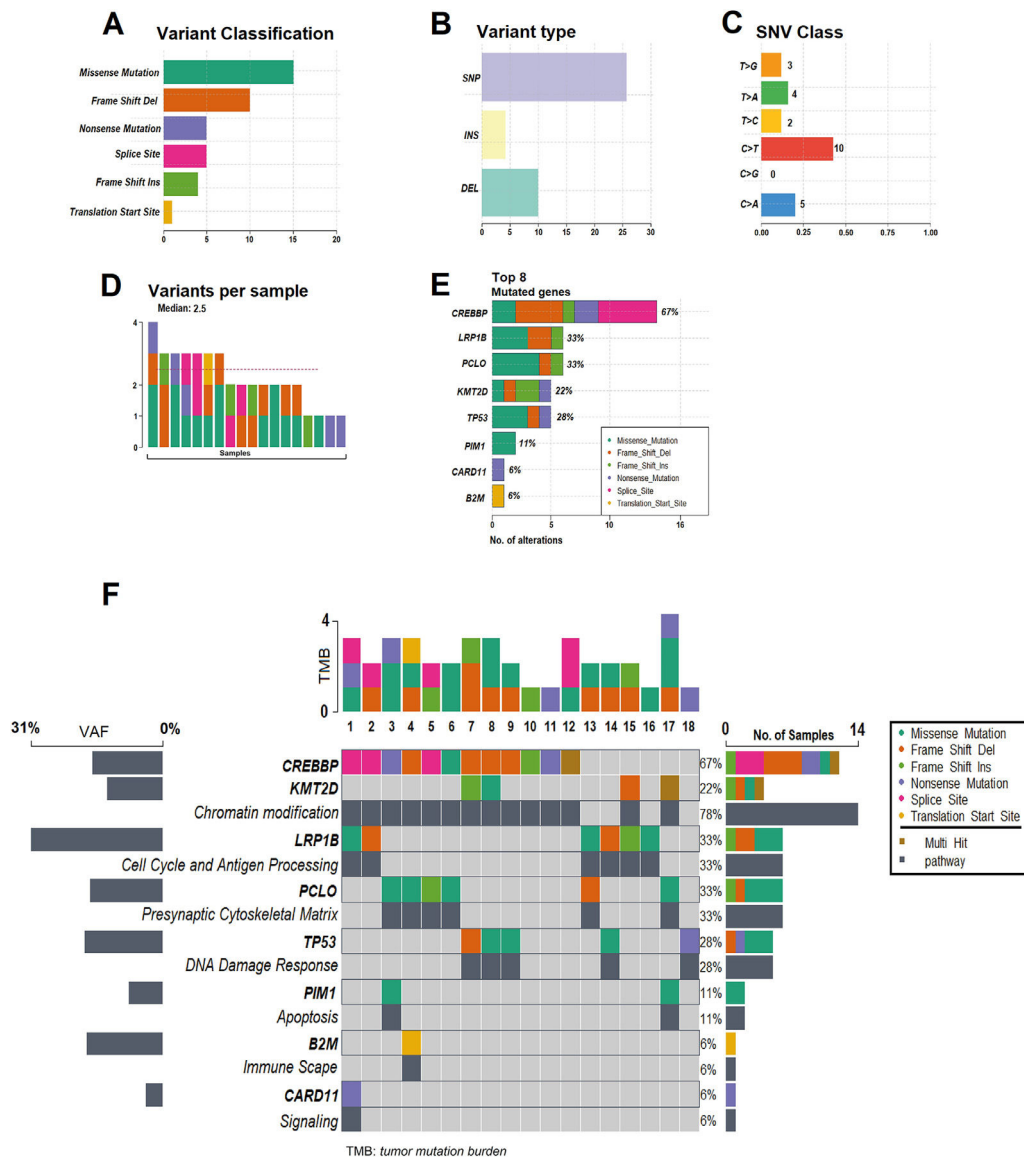 A
Variant Classification
Missense Mutation
Frame Shift Del
Nonsense Mutation
Splice Site
Frame Shift Ins
Translation Start Site
0 5 10 15 20
B
Variant type
SNP
INS
DEL
0 5 10 15 20 25 30
C
SNV Class
T>G 3
T>A 4
T>C 2
C>T 10
C>G 0
C>A 5
0.00 0.25 0.50 0.75 1.00
D
Variants per sample
Median: 2.5
4
2
1
0
Samples
E
Top 8
Mutated genes
CREBBP 67%
LRP1B 33%
PCLO 33%
KMT2D 22%
TP53 28%
PIM1 11%
CARD11 6%
B2M 6%
Missense_Mutation
Frame_Shift_Del
Frame_Shift_Ins
Nonsense_Mutation
Splice_Site
Translation_Start_Site
0 5 10 16
No. of alterations
F
4
TMB
0
1 2 3 4 5 6 7 8 9 10 11 12 13 14 15 16 17 18
31% VAF 0%
0 No. of Samples 14
CREBBP 67%
KMT2D 22%
Chromatin modification 78%
LRP1B 33%
Cell Cycle and Antigen Processing 33%
PCLO 33%
Presynaptic Cytoskeletal Matrix 33%
TP53 28%
DNA Damage Response 28%
PIM1 11%
Apoptosis 11%
B2M 6%
Immune Scape 6%
CARD11 6%
Signaling 6%
Missense Mutation
Frame Shift Del
Frame Shift Ins
Nonsense Mutation
Splice Site
Translation Start Site
Multi Hit
pathway
TMB: tumor mutation burden